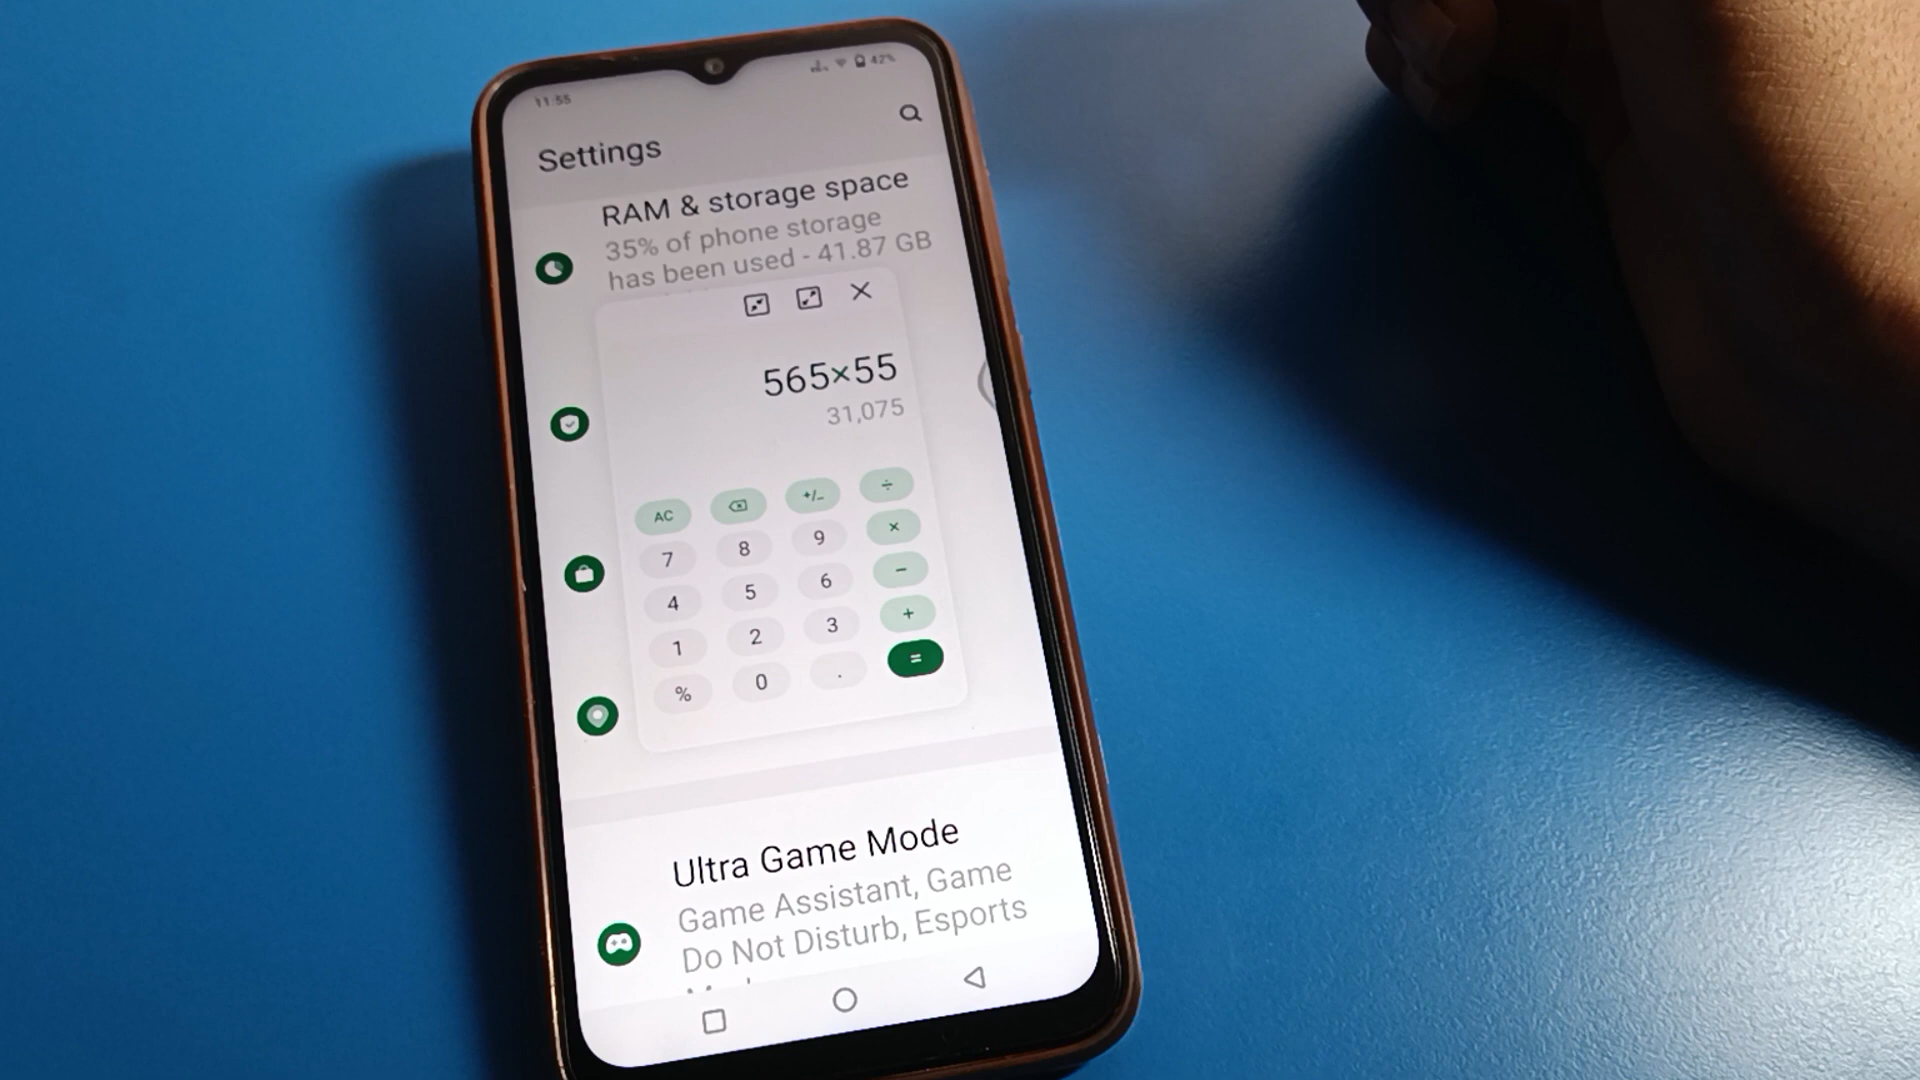 11:55
42%
Settings
RAM & storage space
35% of phone storage
has been used - 41.87 GB
565×55
31,075
AC +/− ÷
7 8 9 ×
4 5 6 −
1 2 3 +
% 0 . =
Ultra Game Mode
Game Assistant, Game
Do Not Disturb, Esports